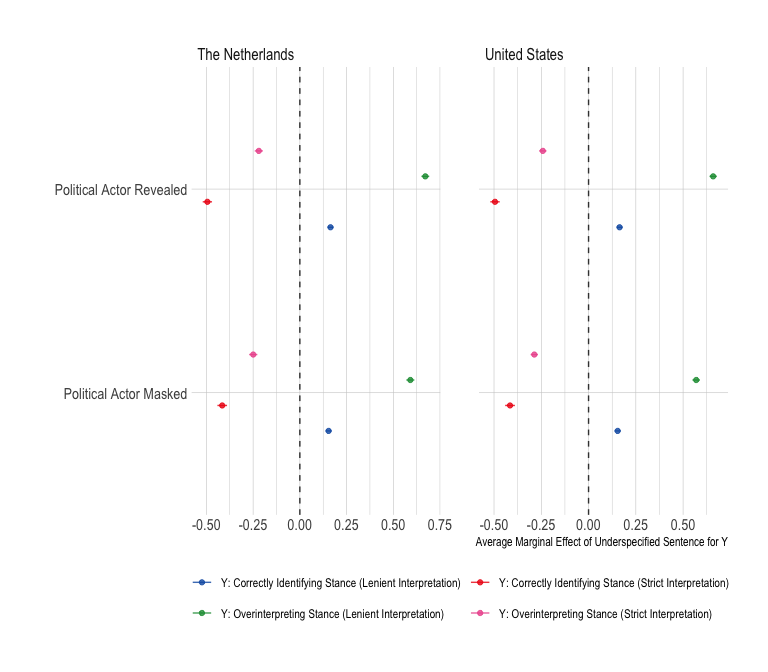 The Netherlands
United States
Political Actor Revealed
Political Actor Masked
-0.50 -0.25 0.00 0.25 0.50 0.75
-0.50 -0.25 0.00 0.25 0.50
Average Marginal Effect of Underspecified Sentence for Y
Y: Correctly Identifying Stance (Lenient Interpretation)
Y: Correctly Identifying Stance (Strict Interpretation)
Y: Overinterpreting Stance (Lenient Interpretation)
Y: Overinterpreting Stance (Strict Interpretation)